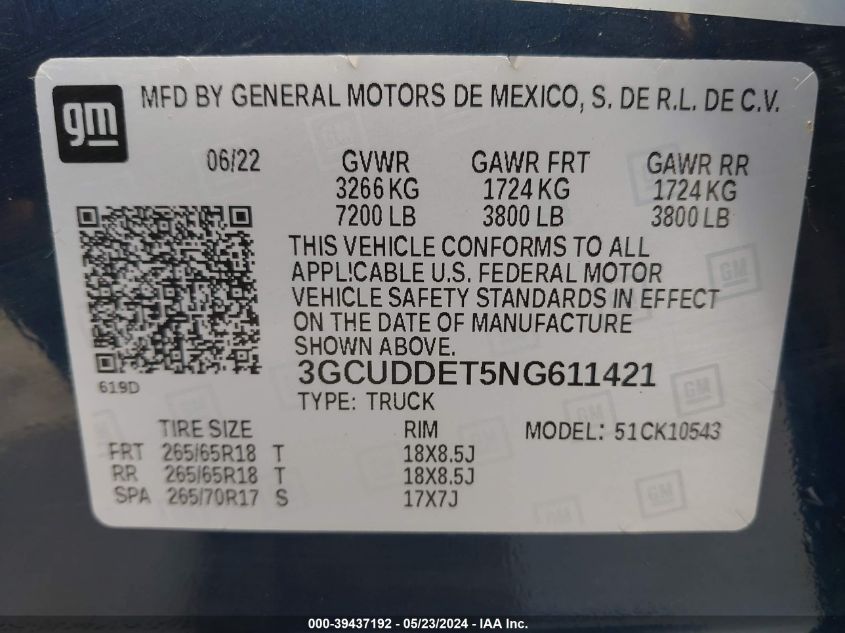 gm
MFD BY GENERAL MOTORS DE MEXICO, S. DE R.L. DE C.V.
06/22 GVWR GAWR FRT GAWR RR
3266 KG 1724 KG 1724 KG
7200 LB 3800 LB 3800 LB
THIS VEHICLE CONFORMS TO ALL
APPLICABLE U.S. FEDERAL MOTOR
VEHICLE SAFETY STANDARDS IN EFFECT
ON THE DATE OF MANUFACTURE
SHOWN ABOVE.
3GCUDDET5NG611421
619D
TYPE: TRUCK
TIRE SIZE RIM MODEL: 51CK10543
FRT 265/65R18 T 18X8.5J
RR 265/65R18 T 18X8.5J
SPA 265/70R17 S 17X7J
000-39437192 - 05/23/2024 - IAAI.com